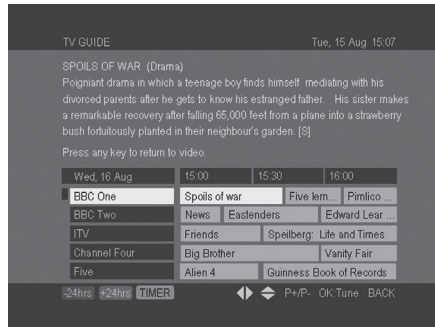 TV GUIDE Tue, 15 Aug 15:07
SPOILS OF WAR (Drama)
Poigniant drama in which a teenage boy finds himself mediating with his
divorced parents after he gets to know his estranged father. His sister makes
a remarkable recovery after falling 65,000 feet from a plane into a strawberry
bush fortuitously planted in their neighbour's garden. [S]
Press any key to return to video.
Wed, 16 Aug 15:00 15:30 16:00
BBC One Spoils of war Five lem... Pimlico ...
BBC Two News Eastenders Edward Lear ...
ITV Friends Speilberg: Life and Times
Channel Four Big Brother Vanity Fair
Five Alien 4 Guinness Book of Records
-24hrs +24hrs TIMER P+/P- OK:Tune BACK